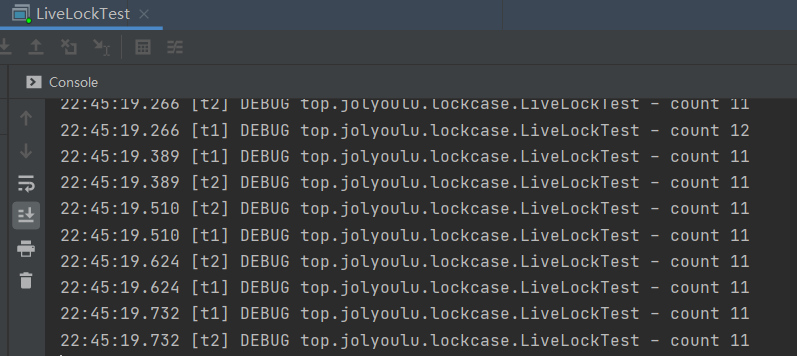 LiveLockTest
Console
22:45:19.266 [t2] DEBUG top.jolyoulu.lockcase.LiveLockTest - count 11
22:45:19.266 [t1] DEBUG top.jolyoulu.lockcase.LiveLockTest - count 12
22:45:19.389 [t1] DEBUG top.jolyoulu.lockcase.LiveLockTest - count 11
22:45:19.389 [t2] DEBUG top.jolyoulu.lockcase.LiveLockTest - count 11
22:45:19.510 [t2] DEBUG top.jolyoulu.lockcase.LiveLockTest - count 11
22:45:19.510 [t1] DEBUG top.jolyoulu.lockcase.LiveLockTest - count 11
22:45:19.624 [t2] DEBUG top.jolyoulu.lockcase.LiveLockTest - count 11
22:45:19.624 [t1] DEBUG top.jolyoulu.lockcase.LiveLockTest - count 11
22:45:19.732 [t1] DEBUG top.jolyoulu.lockcase.LiveLockTest - count 11
22:45:19.732 [t2] DEBUG top.jolyoulu.lockcase.LiveLockTest - count 11